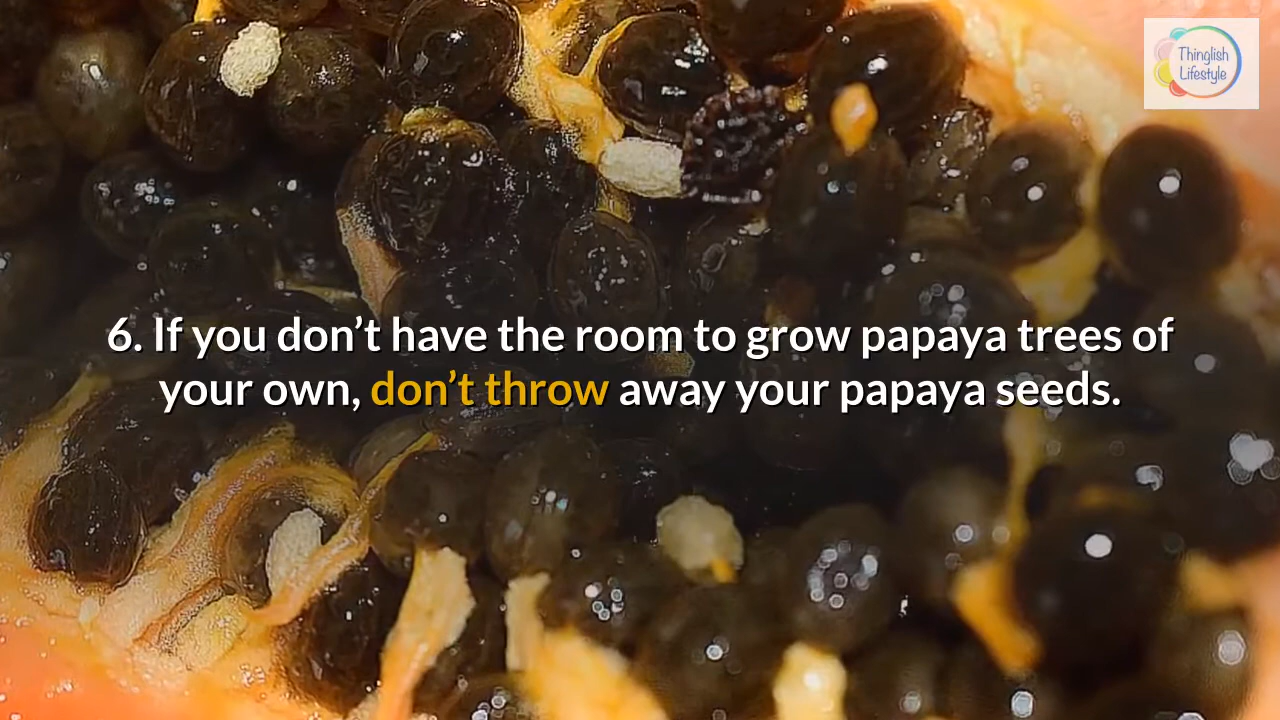 Thinglish
Lifestyle
6. If you don’t have the room to grow papaya trees of
your own, don’t throw away your papaya seeds.